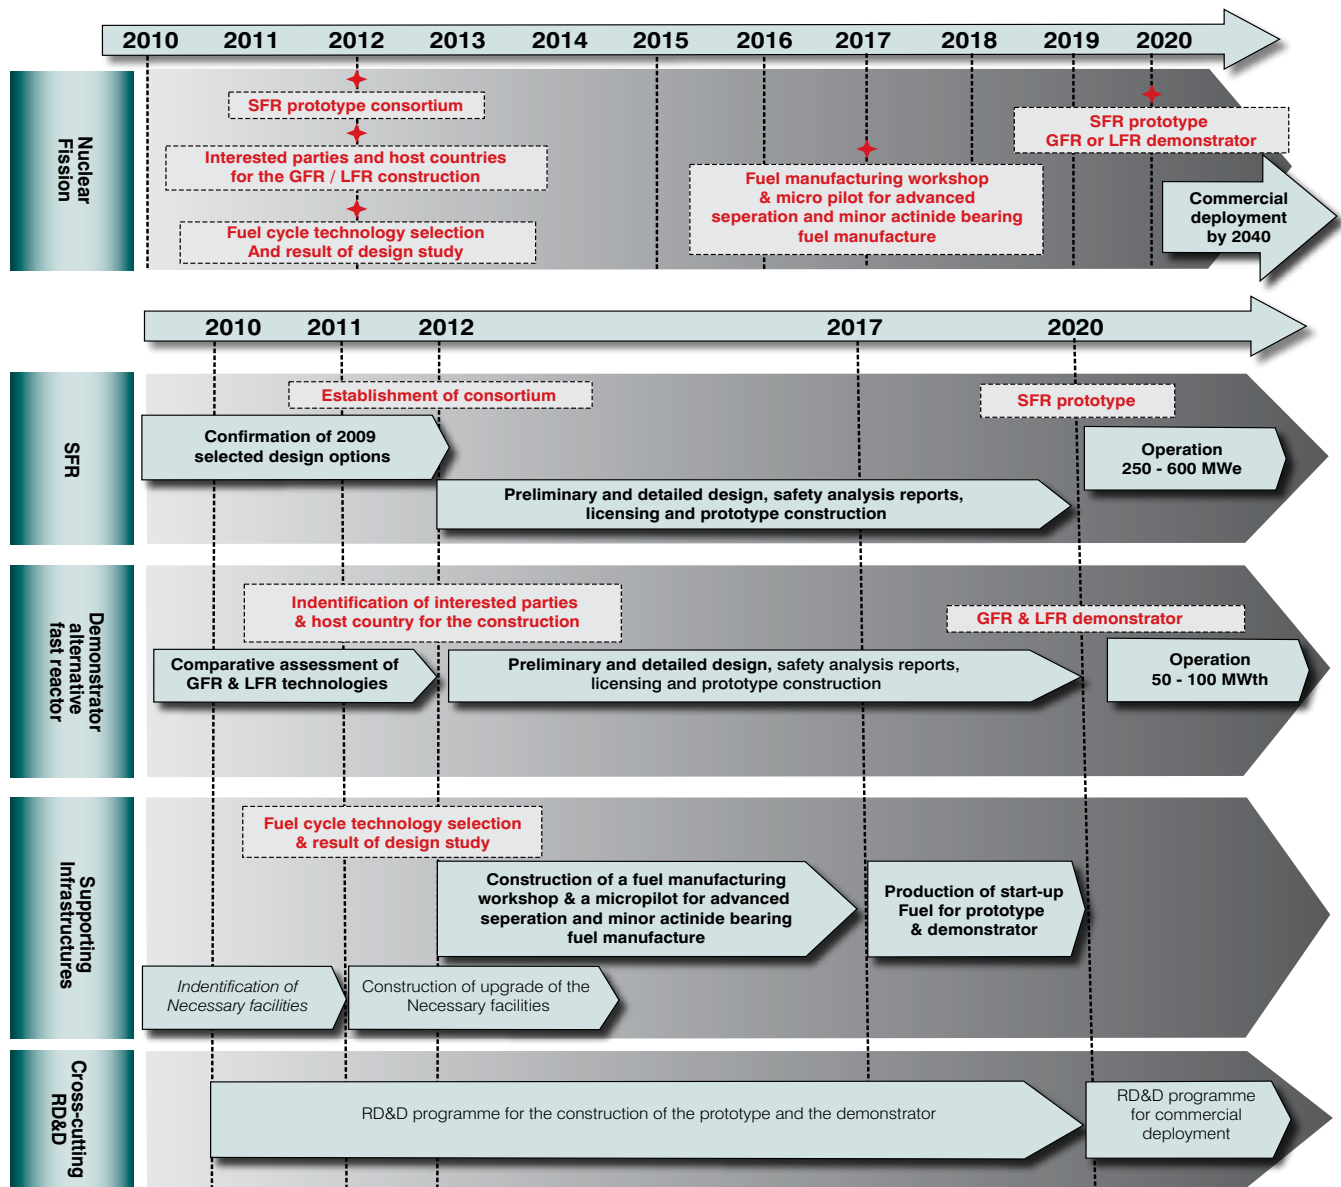 2010 2011 2012 2013 2014 2015 2016 2017 2018 2019 2020
Nuclear
Fission
SFR prototype consortium
Interested parties and host countries
for the GFR / LFR construction
Fuel cycle technology selection
And result of design study
Fuel manufacturing workshop
& micro pilot for advanced
seperation and minor actinide bearing
fuel manufacture
SFR prototype
GFR or LFR demonstrator
Commercial
deployment
by 2040
2010 2011 2012 2017 2020
SFR
Establishment of consortium
SFR prototype
Confirmation of 2009
selected design options
Operation
250 - 600 MWe
Preliminary and detailed design, safety analysis reports,
licensing and prototype construction
Demonstrator
alternative
fast reactor
Indentification of interested parties
& host country for the construction
GFR & LFR demonstrator
Comparative assessment of
GFR & LFR technologies
Preliminary and detailed design, safety analysis reports,
licensing and prototype construction
Operation
50 - 100 MWth
Supporting
Infrastructures
Fuel cycle technology selection
& result of design study
Construction of a fuel manufacturing
workshop & a micropilot for advanced
seperation and minor actinide bearing
fuel manufacture
Production of start-up
Fuel for prototype
& demonstrator
Indentification of
Necessary facilities
Construction of upgrade of the
Necessary facilities
Cross-cutting
RD&D
RD&D programme for the construction of the prototype and the demonstrator
RD&D programme
for commercial
deployment